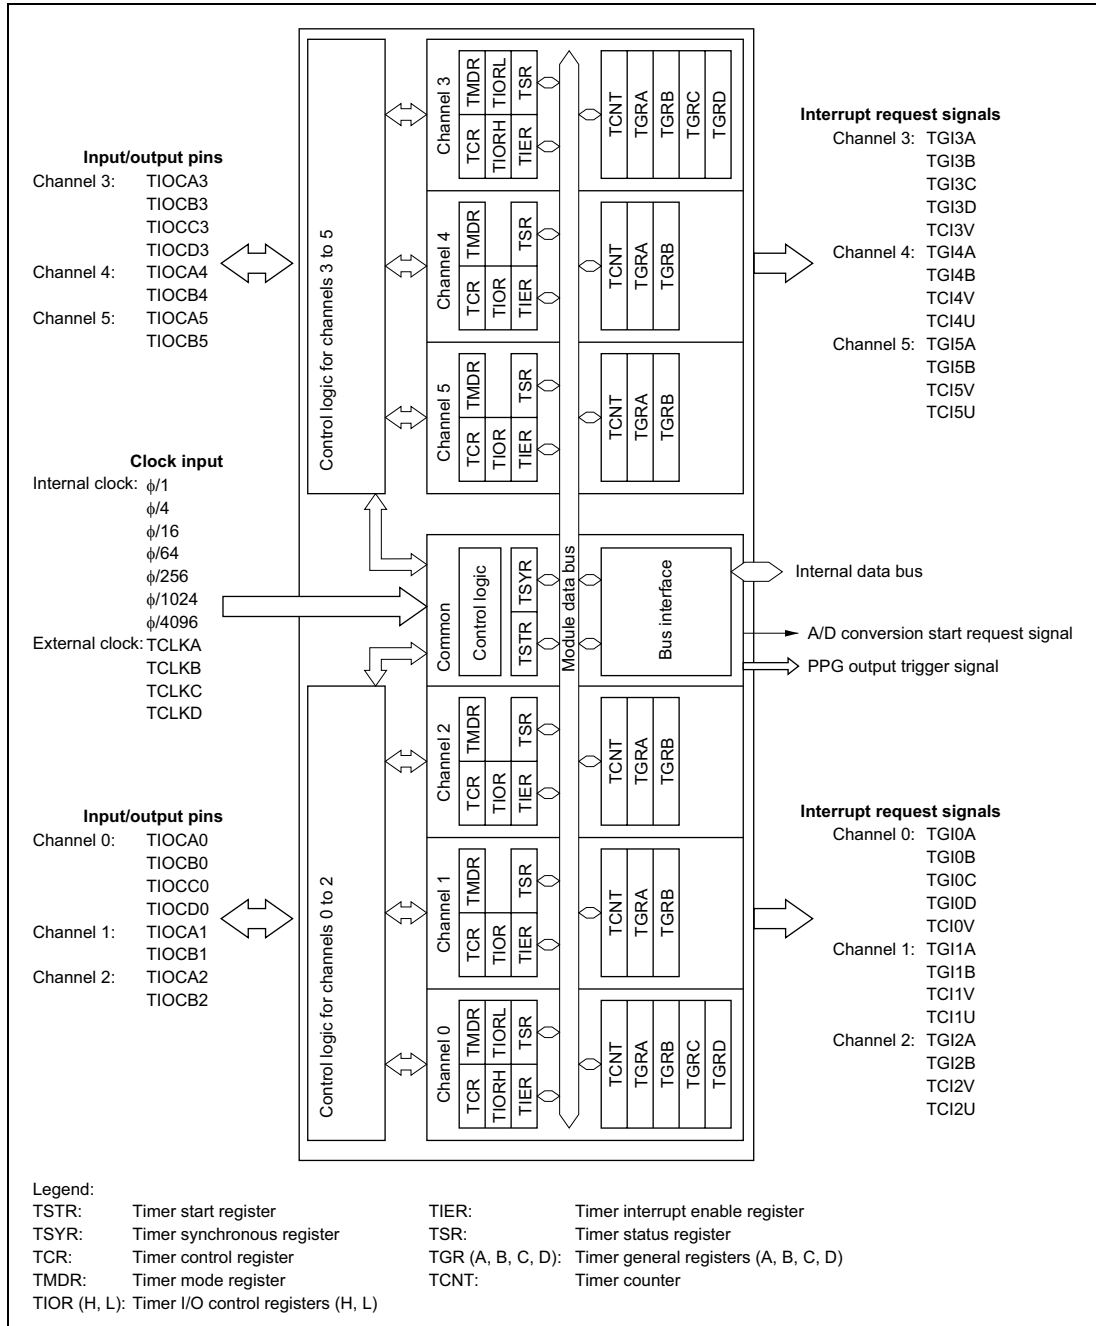 Input/output pins
Channel 3: TIOCA3
TIOCB3
TIOCC3
TIOCD3
Channel 4: TIOCA4
TIOCB4
Channel 5: TIOCA5
TIOCB5
Clock input
Internal clock: ϕ/1
ϕ/4
ϕ/16
ϕ/64
ϕ/256
ϕ/1024
ϕ/4096
External clock: TCLKA
TCLKB
TCLKC
TCLKD
Input/output pins
Channel 0: TIOCA0
TIOCB0
TIOCC0
TIOCD0
Channel 1: TIOCA1
TIOCB1
Channel 2: TIOCA2
TIOCB2
Control logic for channels 3 to 5
Control logic for channels 0 to 2
Channel 3
TCR TMDR
TIORH TIORL
TIER TSR
TCNT
TGRA
TGRB
TGRC
TGRD
Channel 4
TCR TMDR
TIOR
TIER TSR
TCNT
TGRA
TGRB
Channel 5
TCR TMDR
TIOR
TIER TSR
TCNT
TGRA
TGRB
Common
Control logic
TSTR TSYR
Module data bus
Bus interface
Channel 2
TCR TMDR
TIOR
TIER TSR
TCNT
TGRA
TGRB
Channel 1
TCR TMDR
TIOR
TIER TSR
TCNT
TGRA
TGRB
Channel 0
TCR TMDR
TIORH TIORL
TIER TSR
TCNT
TGRA
TGRB
TGRC
TGRD
Interrupt request signals
Channel 3: TGI3A
TGI3B
TGI3C
TGI3D
TCI3V
Channel 4: TGI4A
TGI4B
TCI4V
TCI4U
Channel 5: TGI5A
TGI5B
TCI5V
TCI5U
Internal data bus
A/D conversion start request signal
PPG output trigger signal
Interrupt request signals
Channel 0: TGI0A
TGI0B
TGI0C
TGI0D
TCI0V
Channel 1: TGI1A
TGI1B
TCI1V
TCI1U
Channel 2: TGI2A
TGI2B
TCI2V
TCI2U
Legend:
TSTR: Timer start register
TSYR: Timer synchronous register
TCR: Timer control register
TMDR: Timer mode register
TIOR (H, L): Timer I/O control registers (H, L)
TIER: Timer interrupt enable register
TSR: Timer status register
TGR (A, B, C, D): Timer general registers (A, B, C, D)
TCNT: Timer counter